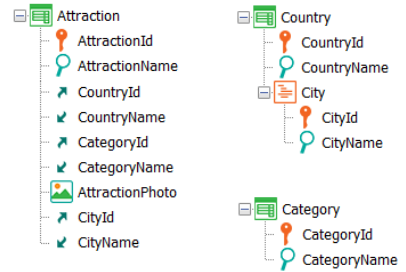 Attraction
AttractionId
AttractionName
CountryId
CountryName
CategoryId
CategoryName
AttractionPhoto
CityId
CityName
Country
CountryId
CountryName
City
CityId
CityName
Category
CategoryId
CategoryName